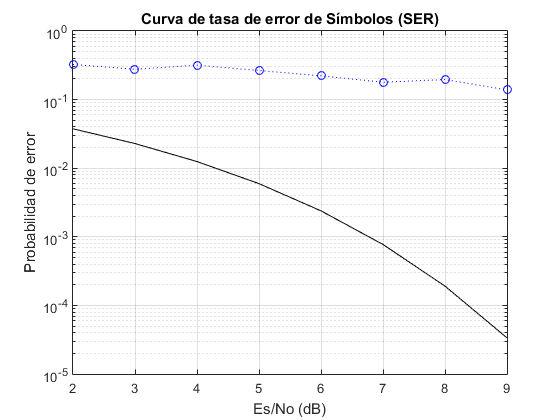 Curva de tasa de error de Símbolos (SER)
Probabilidad de error
10^0
10^-1
10^-2
10^-3
10^-4
10^-5
2 3 4 5 6 7 8 9
Es/No (dB)